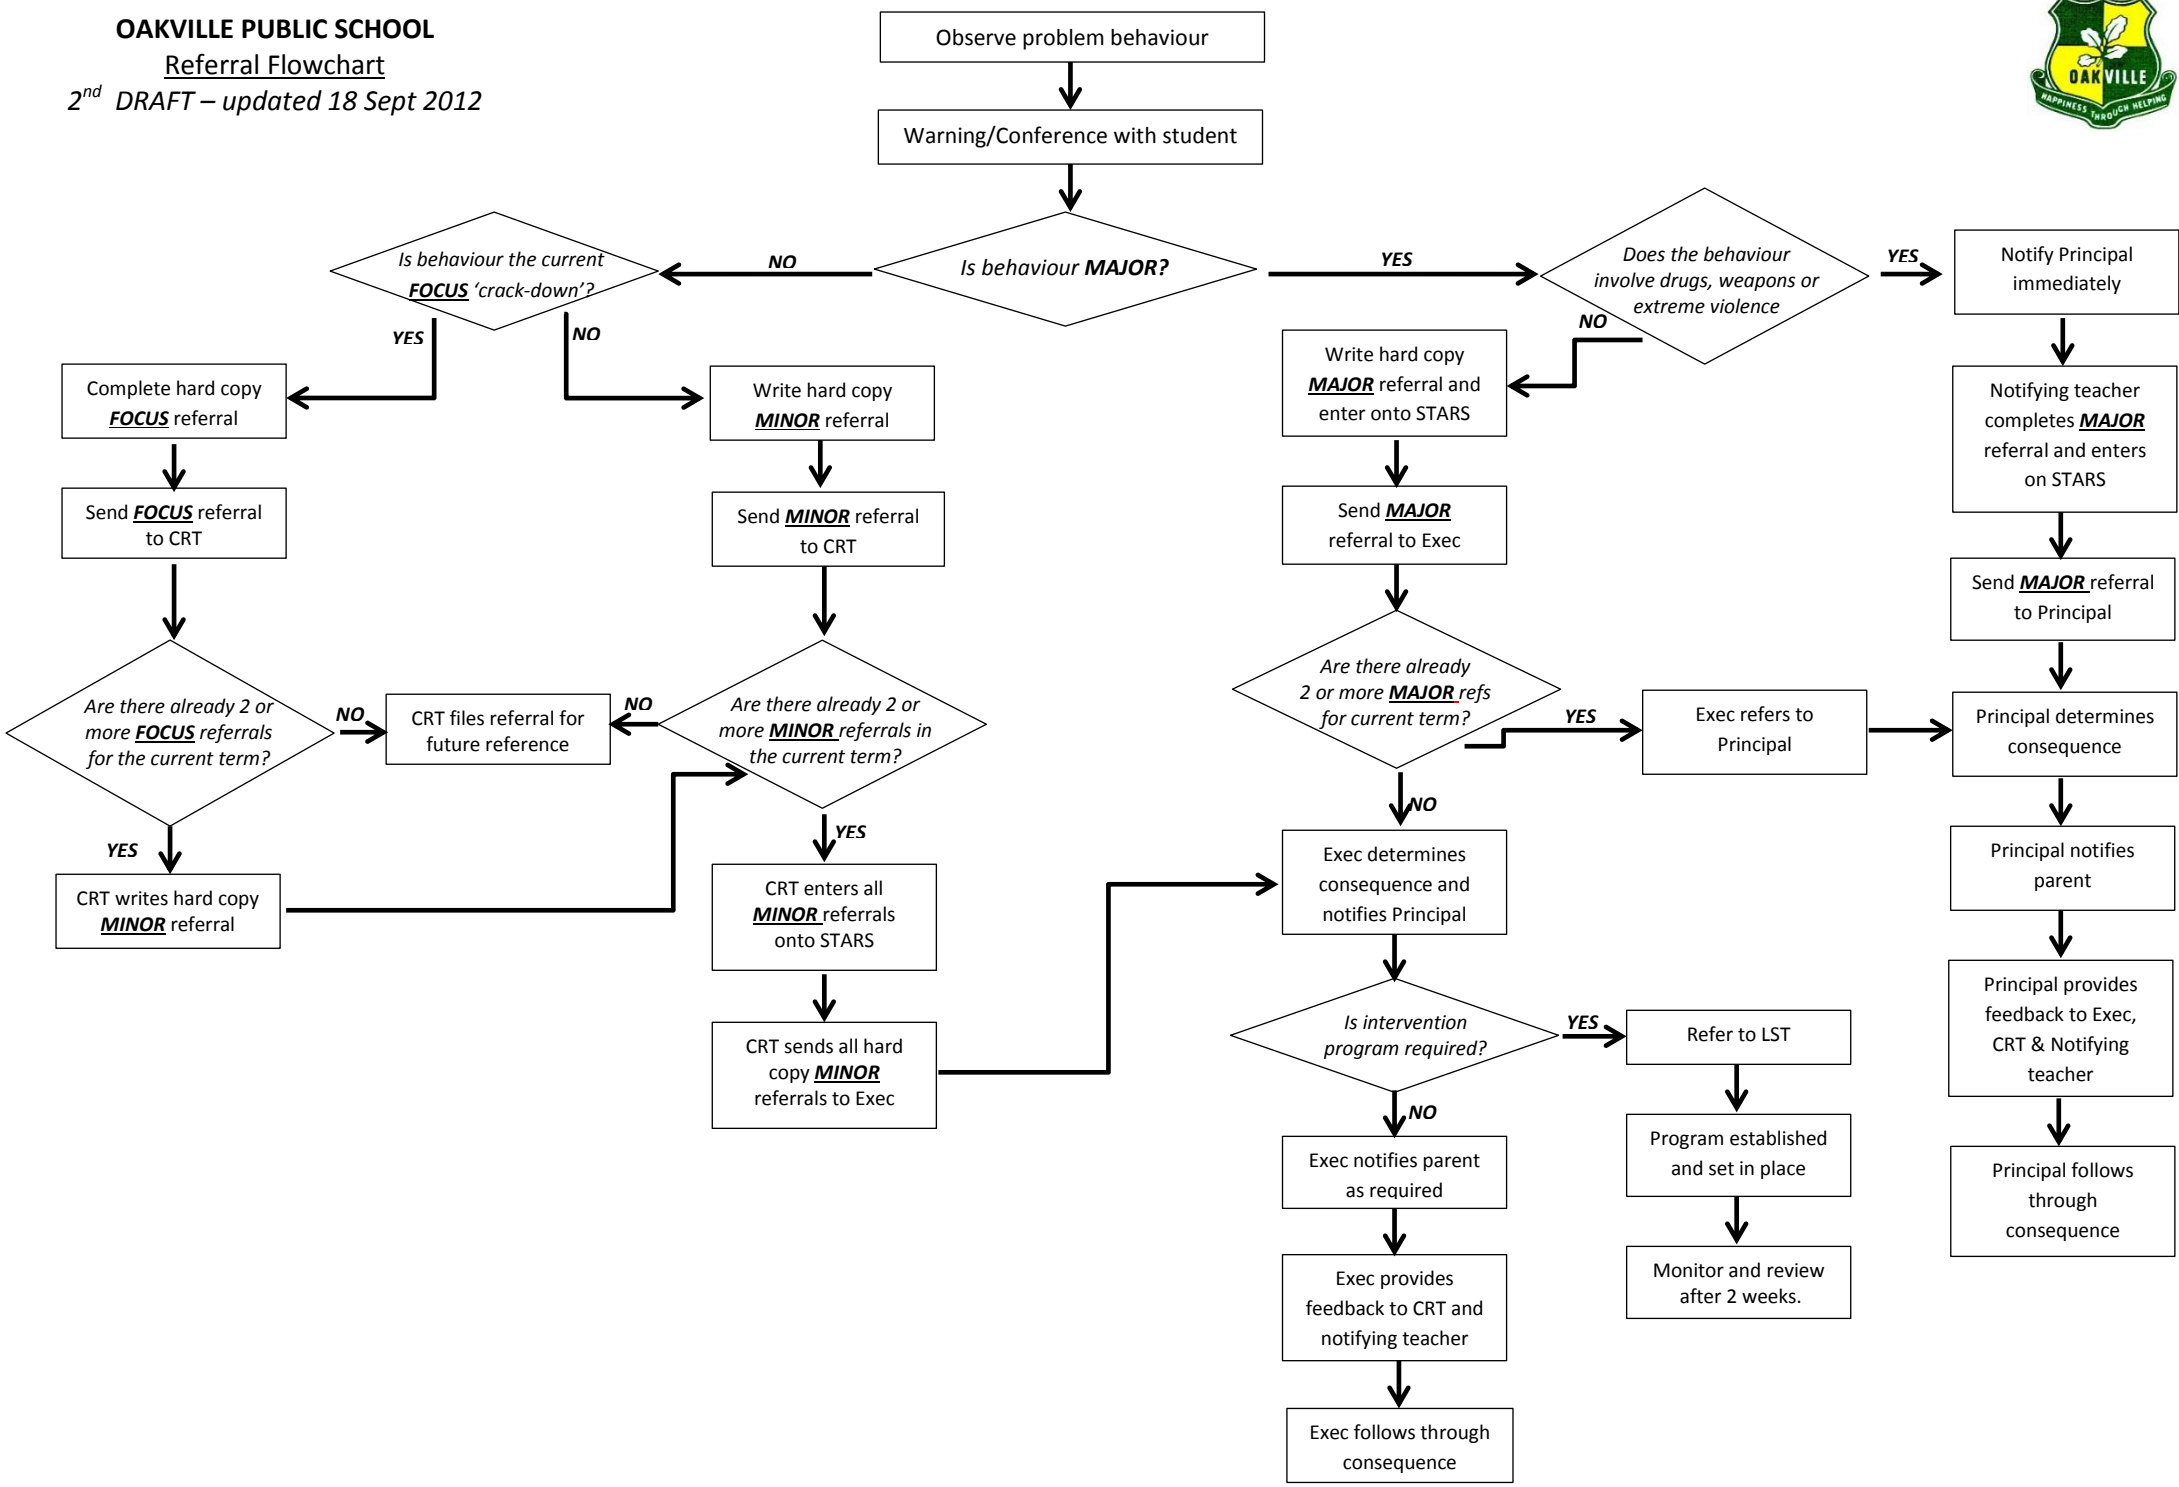 OAKVILLE PUBLIC SCHOOL
Referral Flowchart
2nd DRAFT – updated 18 Sept 2012
OAKVILLE
HAPPINESS THROUGH HELPING
Observe problem behaviour
Warning/Conference with student
Is behaviour MAJOR?
NO
YES
Is behaviour the current
FOCUS 'crack-down'?
YES
NO
Does the behaviour
involve drugs, weapons or
extreme violence
YES
NO
Notify Principal
immediately
Complete hard copy
FOCUS referral
Write hard copy
MINOR referral
Write hard copy
MAJOR referral and
enter onto STARS
Notifying teacher
completes MAJOR
referral and enters
on STARS
Send FOCUS referral
to CRT
Send MINOR referral
to CRT
Send MAJOR
referral to Exec
Send MAJOR referral
to Principal
Are there already 2 or
more FOCUS referrals
for the current term?
NO
CRT files referral for
future reference
NO
Are there already 2 or
more MINOR referrals in
the current term?
Are there already
2 or more MAJOR refs
for current term?
YES
Exec refers to
Principal
Principal determines
consequence
YES
YES
NO
CRT writes hard copy
MINOR referral
CRT enters all
MINOR referrals
onto STARS
Exec determines
consequence and
notifies Principal
Principal notifies
parent
CRT sends all hard
copy MINOR
referrals to Exec
Is intervention
program required?
YES
Refer to LST
Principal provides
feedback to Exec,
CRT & Notifying
teacher
NO
Exec notifies parent
as required
Program established
and set in place
Principal follows
through
consequence
Exec provides
feedback to CRT and
notifying teacher
Monitor and review
after 2 weeks.
Exec follows through
consequence